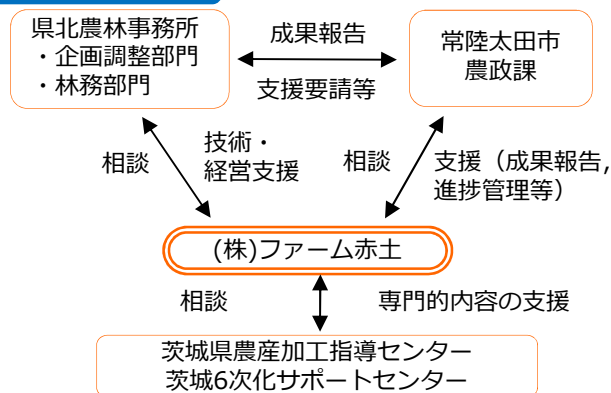 県北農林事務所
・企画調整部門
・林務部門
成果報告
支援要請等
常陸太田市
農政課
相談
技術・
経営支援
相談
支援（成果報告，
進捗管理等）
(株)ファーム赤土
相談
専門的内容の支援
茨城県農産加工指導センター
茨城6次化サポートセンター